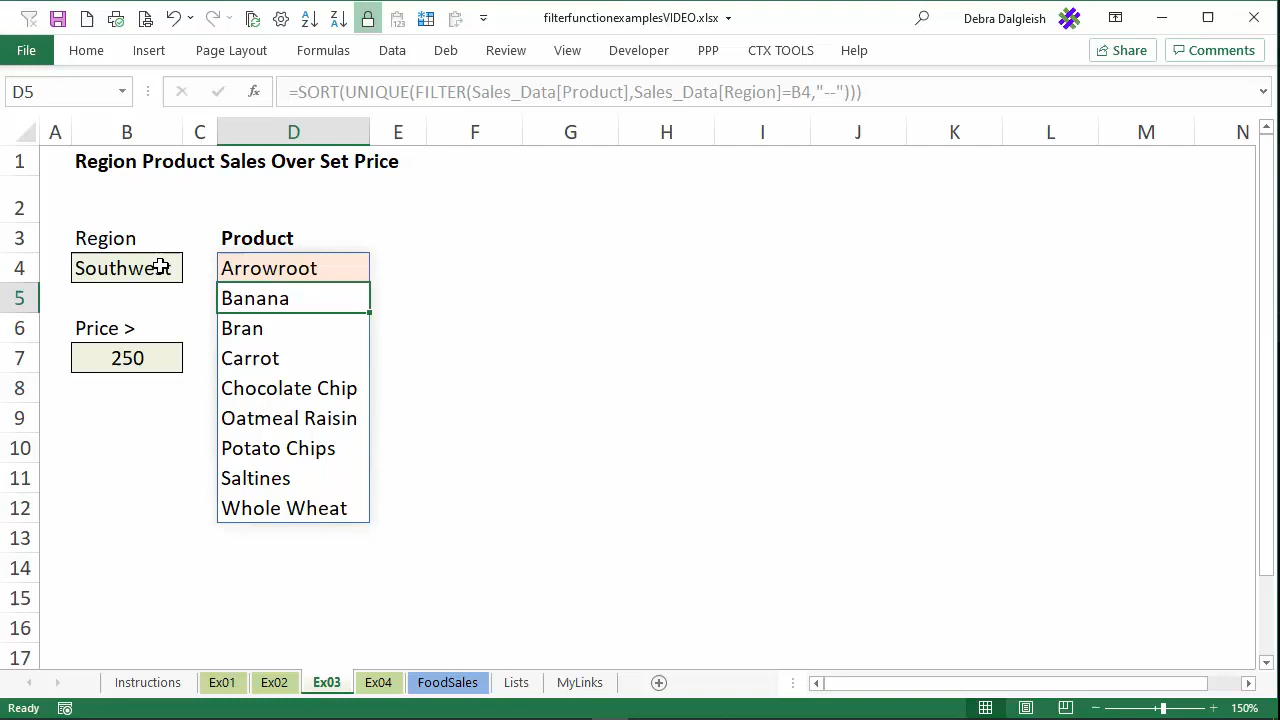 filterfunctionexamplesVIDEO.xlsx
Debra Dalgleish
File Home Insert Page Layout Formulas Data Deb Review View Developer PPP CTX TOOLS Help Share Comments
D5 fx =SORT(UNIQUE(FILTER(Sales_Data[Product],Sales_Data[Region]=B4,"--")))
A B C D E F G H I J K L M N
1 Region Product Sales Over Set Price
2
3 Region Product
4 Southwest Arrowroot
5 Banana
6 Price > Bran
7 250 Carrot
8 Chocolate Chip
9 Oatmeal Raisin
10 Potato Chips
11 Saltines
12 Whole Wheat
13
14
15
16
17
Instructions Ex01 Ex02 Ex03 Ex04 FoodSales Lists MyLinks
Ready 150%